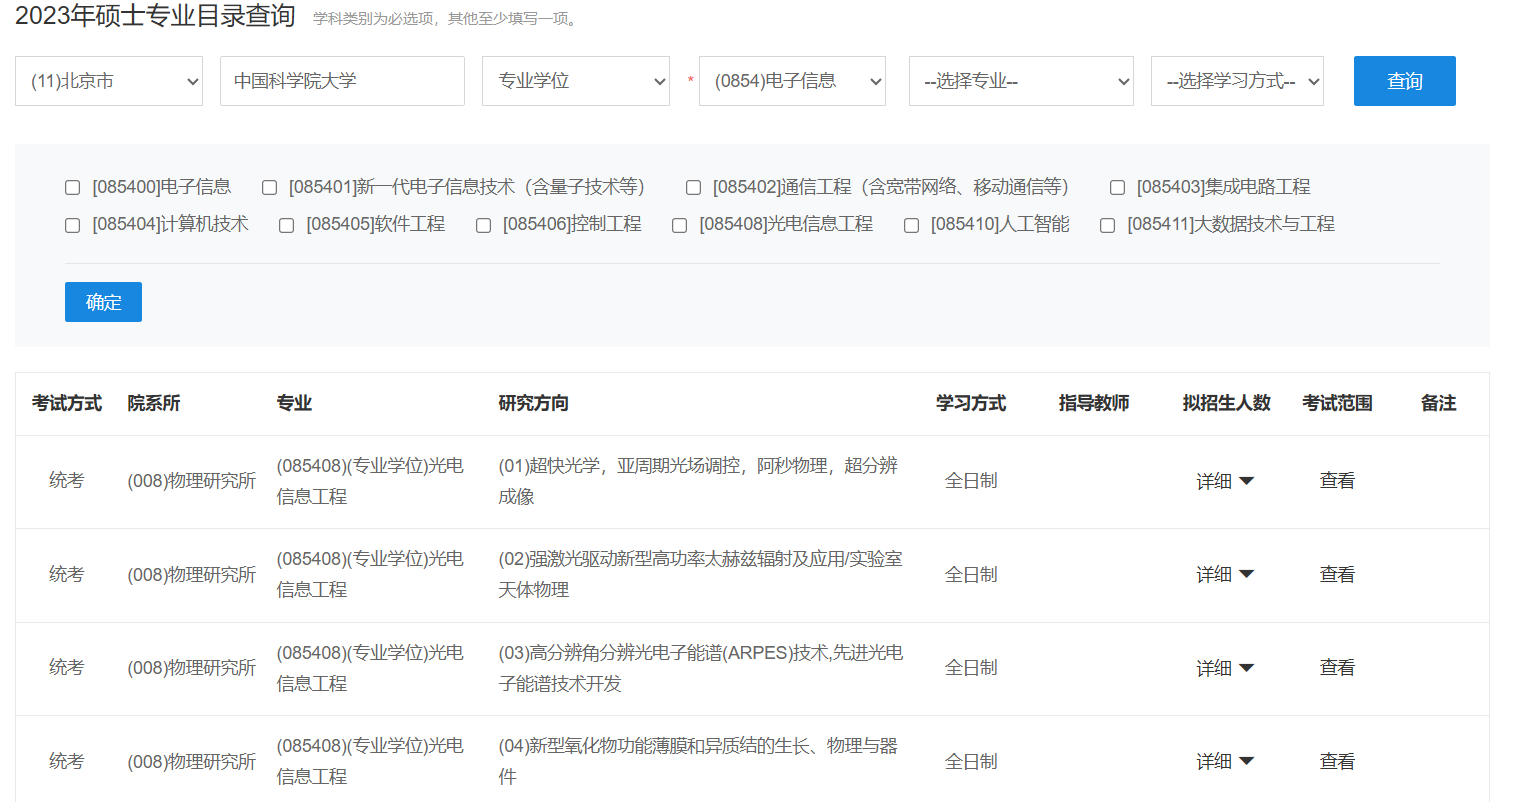 2023年硕士专业目录查询 学科类别为必选项，其他至少填写一项。
(11)北京市 中国科学院大学 专业学位 * (0854)电子信息 --选择专业-- --选择学习方式-- 查询
[085400]电子信息 [085401]新一代电子信息技术（含量子技术等） [085402]通信工程（含宽带网络、移动通信等） [085403]集成电路工程
[085404]计算机技术 [085405]软件工程 [085406]控制工程 [085408]光电信息工程 [085410]人工智能 [085411]大数据技术与工程
确定
考试方式 院系所 专业 研究方向 学习方式 指导教师 拟招生人数 考试范围 备注
(085408)(专业学位)光电 (01)超快光学，亚周期光场调控，阿秒物理，超分辨
统考 (008)物理研究所 全日制 详细 查看
信息工程 成像
(085408)(专业学位)光电 (02)强激光驱动新型高功率太赫兹辐射及应用/实验室
统考 (008)物理研究所 全日制 详细 查看
信息工程 天体物理
(085408)(专业学位)光电 (03)高分辨角分辨光电子能谱(ARPES)技术,先进光电
统考 (008)物理研究所 全日制 详细 查看
信息工程 子能谱技术开发
(085408)(专业学位)光电 (04)新型氧化物功能薄膜和异质结的生长、物理与器
统考 (008)物理研究所 全日制 详细 查看
信息工程 件